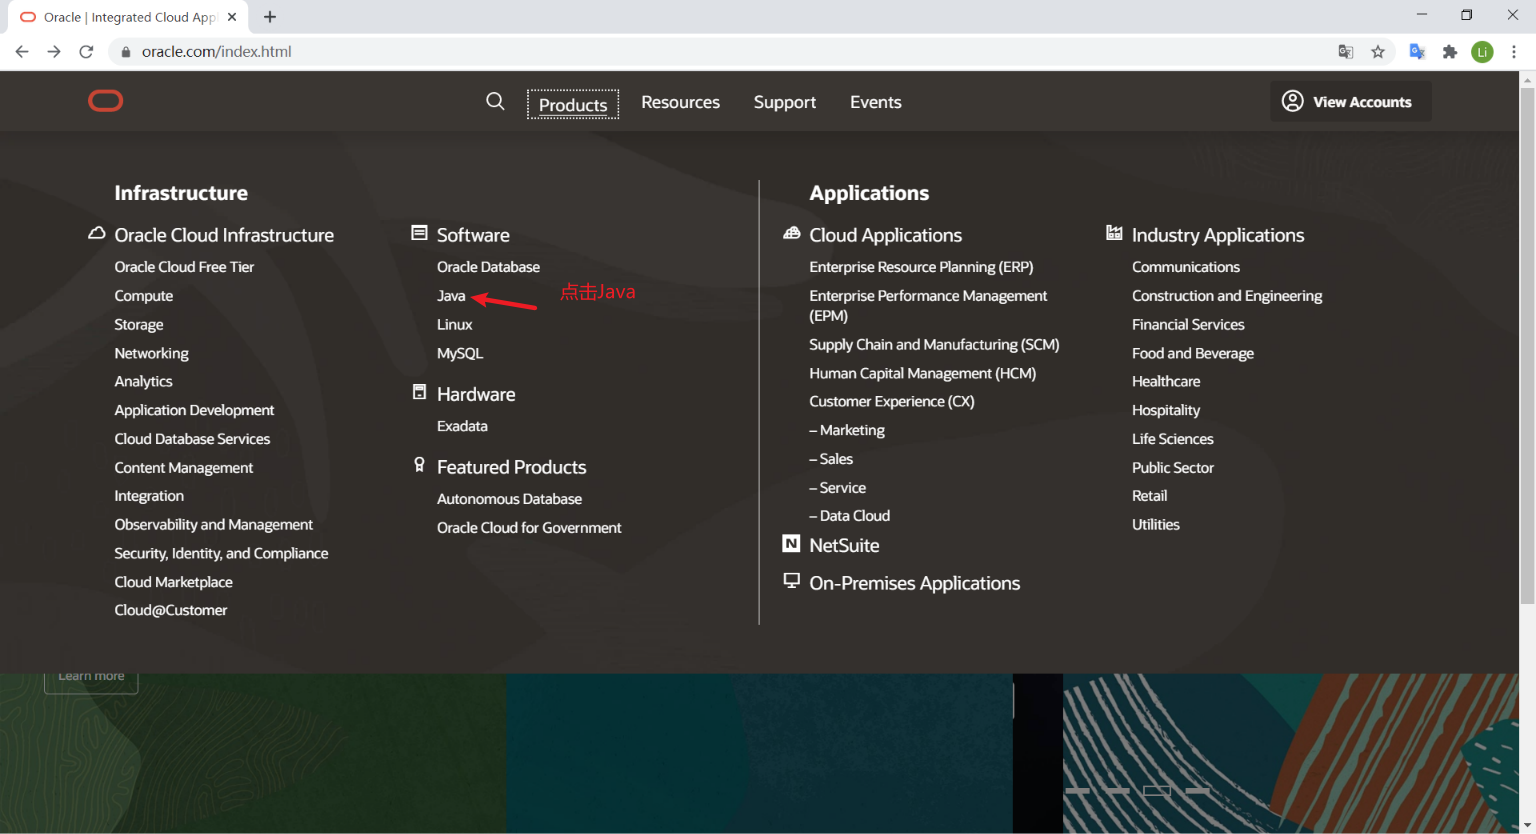 Oracle | Integrated Cloud App
oracle.com/index.html
Li
Products
Resources
Support
Events
View Accounts
Infrastructure
Oracle Cloud Infrastructure
Oracle Cloud Free Tier
Compute
Storage
Networking
Analytics
Application Development
Cloud Database Services
Content Management
Integration
Observability and Management
Security, Identity, and Compliance
Cloud Marketplace
Cloud@Customer
Software
Oracle Database
Java
点击Java
Linux
MySQL
Hardware
Exadata
Featured Products
Autonomous Database
Oracle Cloud for Government
Applications
Cloud Applications
Enterprise Resource Planning (ERP)
Enterprise Performance Management
(EPM)
Supply Chain and Manufacturing (SCM)
Human Capital Management (HCM)
Customer Experience (CX)
– Marketing
– Sales
– Service
– Data Cloud
N NetSuite
On-Premises Applications
Industry Applications
Communications
Construction and Engineering
Financial Services
Food and Beverage
Healthcare
Hospitality
Life Sciences
Public Sector
Retail
Utilities
Learn more